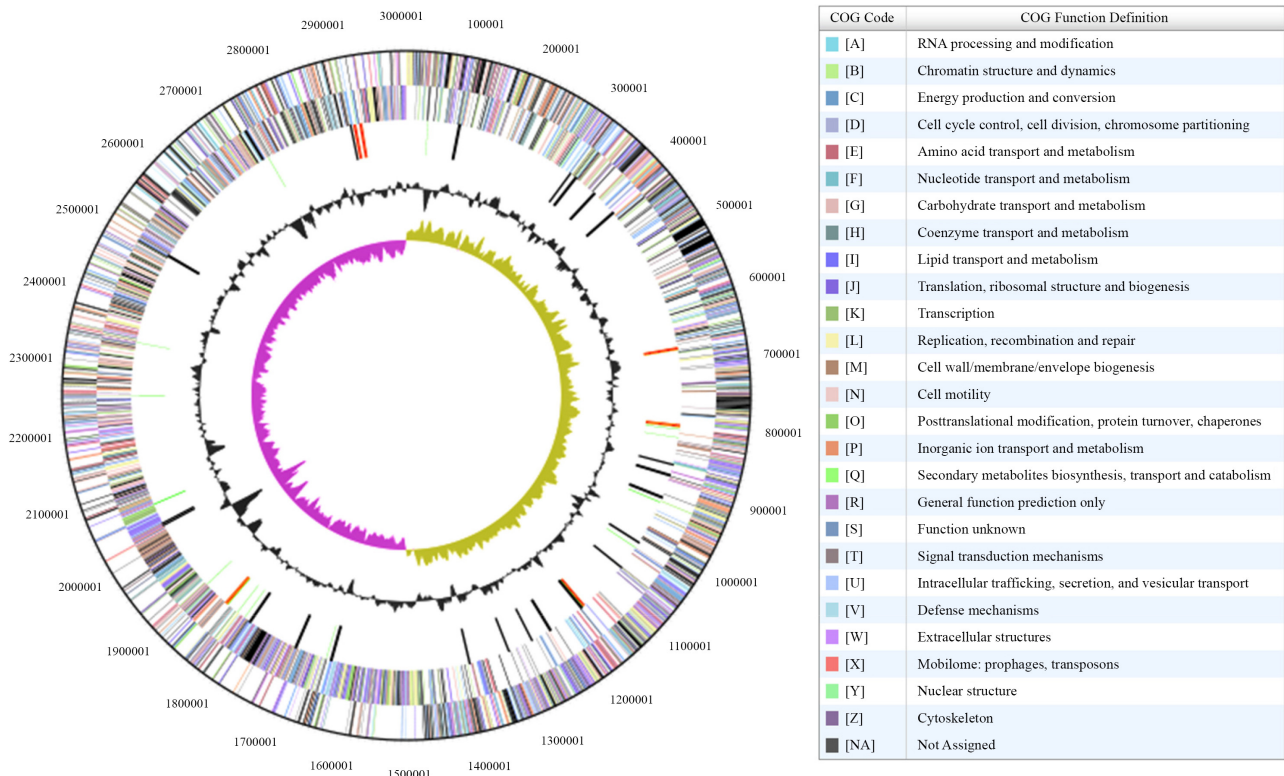 3000001
100001
200001
300001
400001
500001
600001
700001
800001
900001
1000001
1100001
1200001
1300001
1400001
1500001
1600001
1700001
1800001
1900001
2000001
2100001
2200001
2300001
2400001
2500001
2600001
2700001
2800001
2900001
COG Code COG Function Definition
[A] RNA processing and modification
[B] Chromatin structure and dynamics
[C] Energy production and conversion
[D] Cell cycle control, cell division, chromosome partitioning
[E] Amino acid transport and metabolism
[F] Nucleotide transport and metabolism
[G] Carbohydrate transport and metabolism
[H] Coenzyme transport and metabolism
[I] Lipid transport and metabolism
[J] Translation, ribosomal structure and biogenesis
[K] Transcription
[L] Replication, recombination and repair
[M] Cell wall/membrane/envelope biogenesis
[N] Cell motility
[O] Posttranslational modification, protein turnover, chaperones
[P] Inorganic ion transport and metabolism
[Q] Secondary metabolites biosynthesis, transport and catabolism
[R] General function prediction only
[S] Function unknown
[T] Signal transduction mechanisms
[U] Intracellular trafficking, secretion, and vesicular transport
[V] Defense mechanisms
[W] Extracellular structures
[X] Mobilome: prophages, transposons
[Y] Nuclear structure
[Z] Cytoskeleton
[NA] Not Assigned